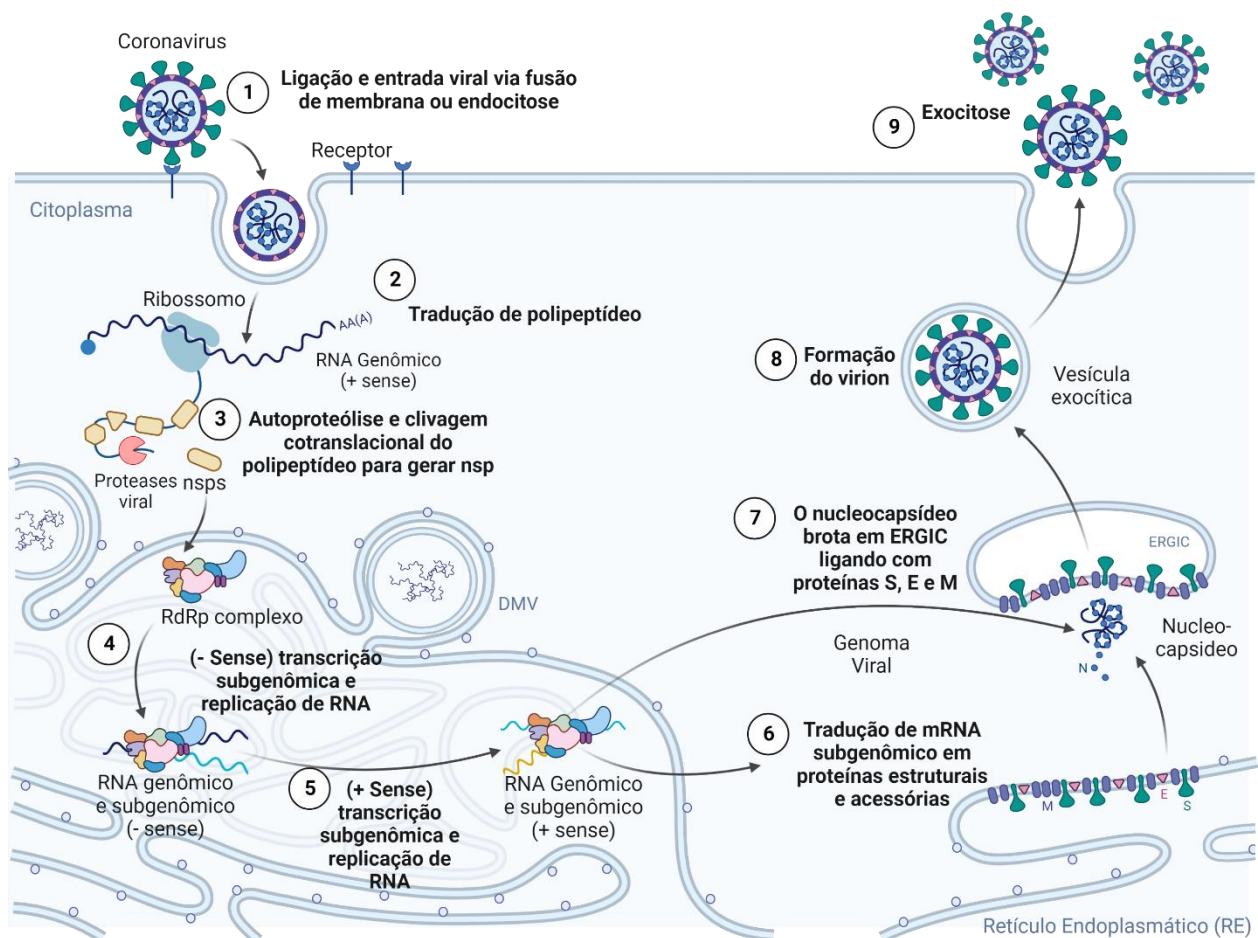 Coronavirus
1
Ligação e entrada viral via fusão
de membrana ou endocitose
Receptor
Citoplasma
2
Tradução de polipeptídeo
Ribossomo
AA(A)
RNA Genômico
(+ sense)
3
Autoproteólise e clivagem
cotranslacional do
polipeptídeo para gerar nsp
Proteases
viral
nsps
RdRp complexo
DMV
4
(- Sense) transcrição
subgenômica e
replicação de RNA
RNA genômico
e subgenômico
(- sense)
5
(+ Sense)
transcrição
subgenômica e
replicação de
RNA
RNA Genômico
e subgenômico
(+ sense)
6
Tradução de mRNA
subgenômico em
proteínas estruturais
e acessórias
M
E
S
Retículo Endoplasmático (RE)
Genoma
Viral
7
O nucleocapsídeo
brota em ERGIC
ligando com
proteínas S, E e M
ERGIC
N
Nucleo-
capsideo
8
Formação
do virion
Vesícula
exocítica
9
Exocitose